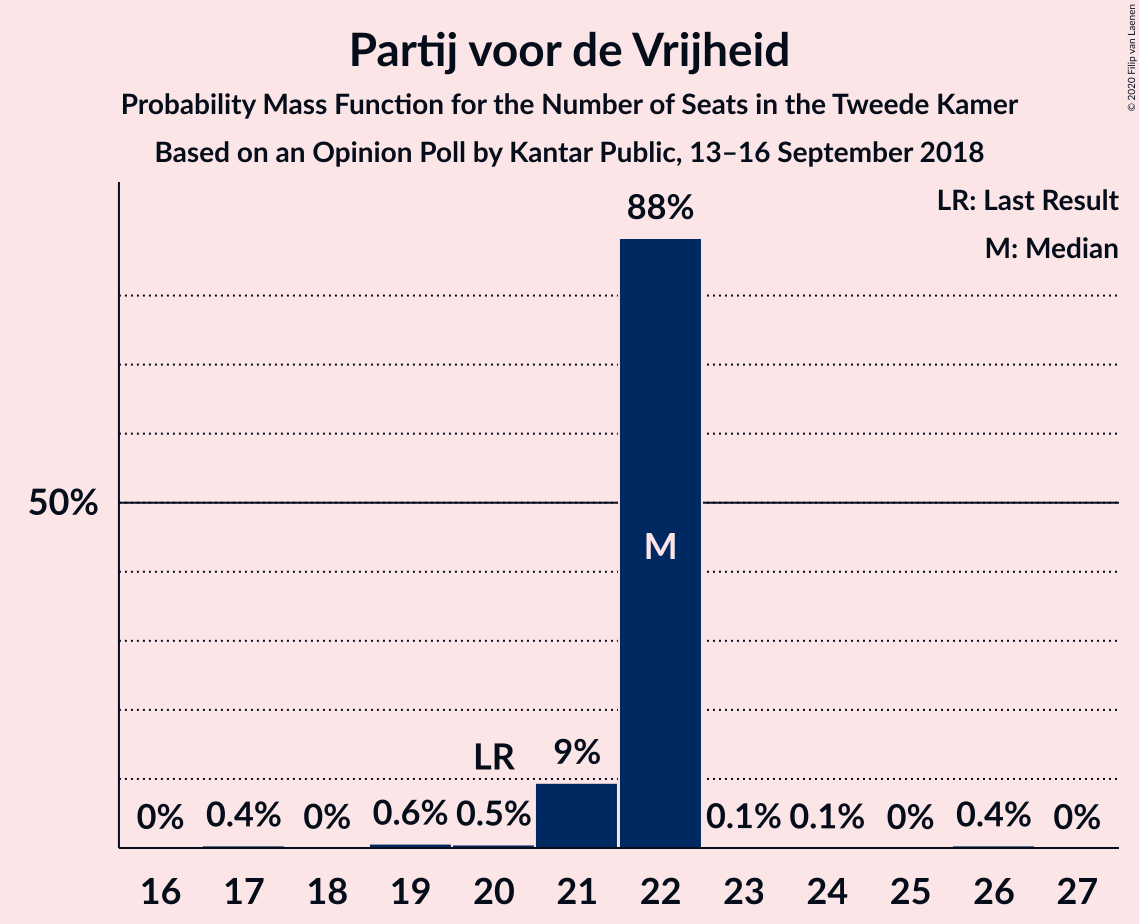 Partij voor de Vrijheid
Probability Mass Function for the Number of Seats in the Tweede Kamer
Based on an Opinion Poll by Kantar Public, 13–16 September 2018
© 2020 Filip van Laenen
LR: Last Result
M: Median
88%
50%
M
LR
9%
0% 0.4% 0% 0.6% 0.5% 0.1% 0.1% 0% 0.4% 0%
16 17 18 19 20 21 22 23 24 25 26 27